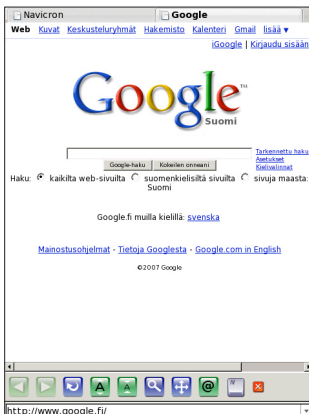 Navicron Google
Web Kuvat Keskusteluryhmät Hakemisto Kalenteri Gmail lisää ▼
iGoogle | Kirjaudu sisään
Google™
Suomi
Tarkennettu haku
Asetukset
Kielivalinnat
Google-haku Kokeilen onneani
Haku: kaikilta web-sivuilta suomenkielisiltä sivuilta sivuja maasta:
Suomi
Google.fi muilla kielillä: svenska
Mainostusohjelmat - Tietoja Googlesta - Google.com in English
©2007 Google
A A @ N
http://www.google.fi/